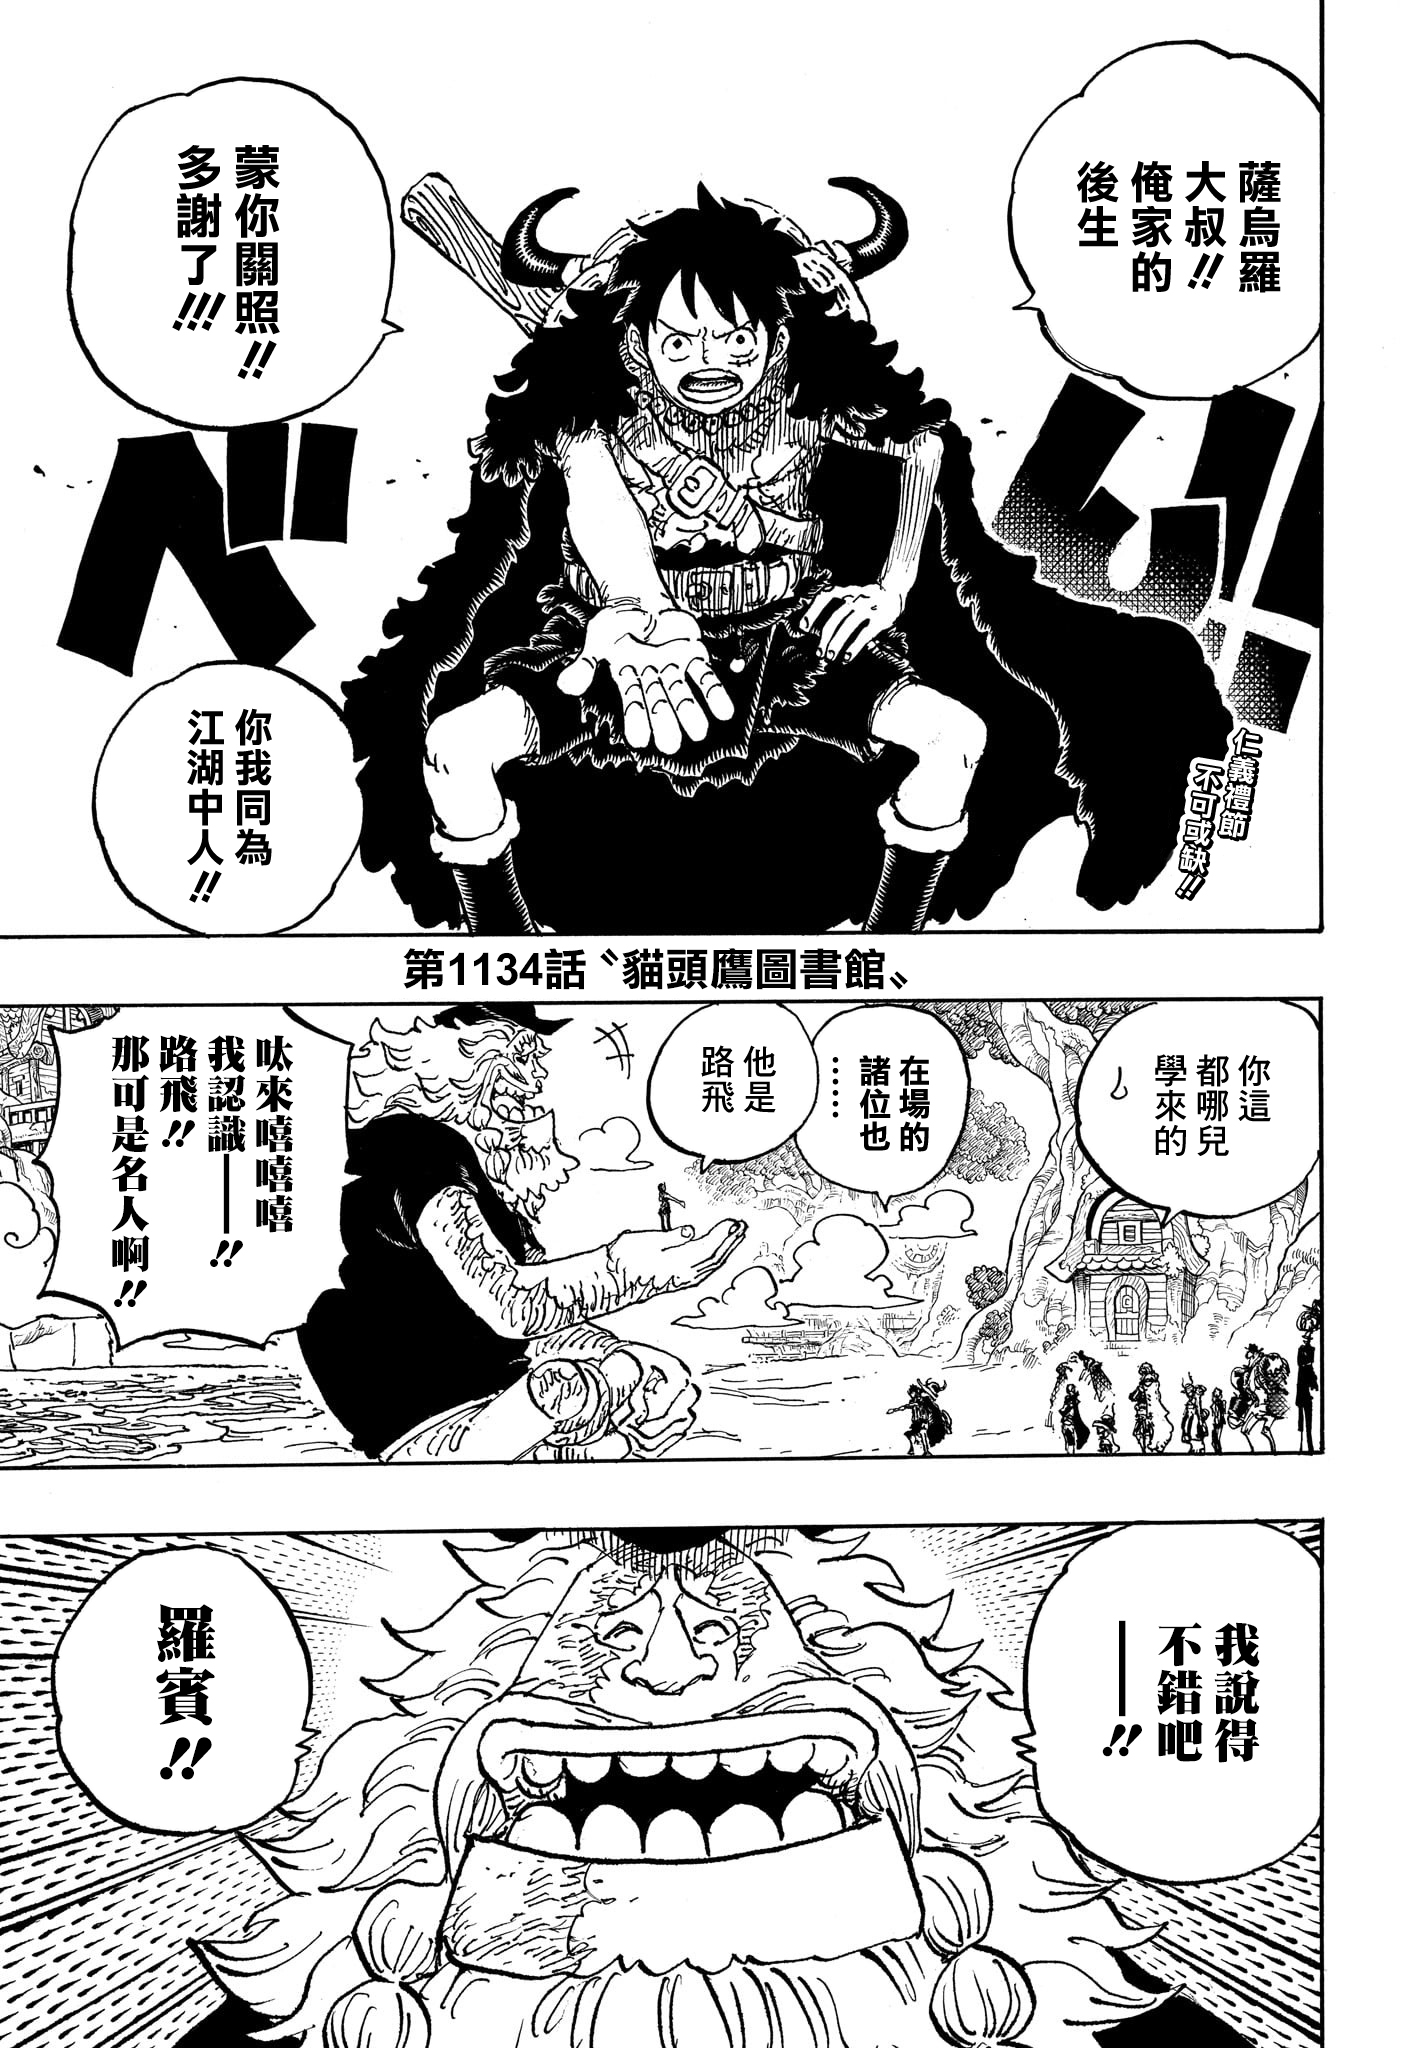 薩烏羅
大叔!!
俺家的
後生
蒙你關照!!
多謝了!!!
你我同為
江湖中人!!
仁義禮節
不可或缺!!
ベ
ン!!
第1134話〝貓頭鷹圖書館〟
你這
都哪兒
學來的
在場的
諸位也
……
他是
路飛
呔來嘻嘻嘻
我認識——!!
路飛!!
那可是名人啊!!
我說得
不錯吧
——!!
羅賓!!